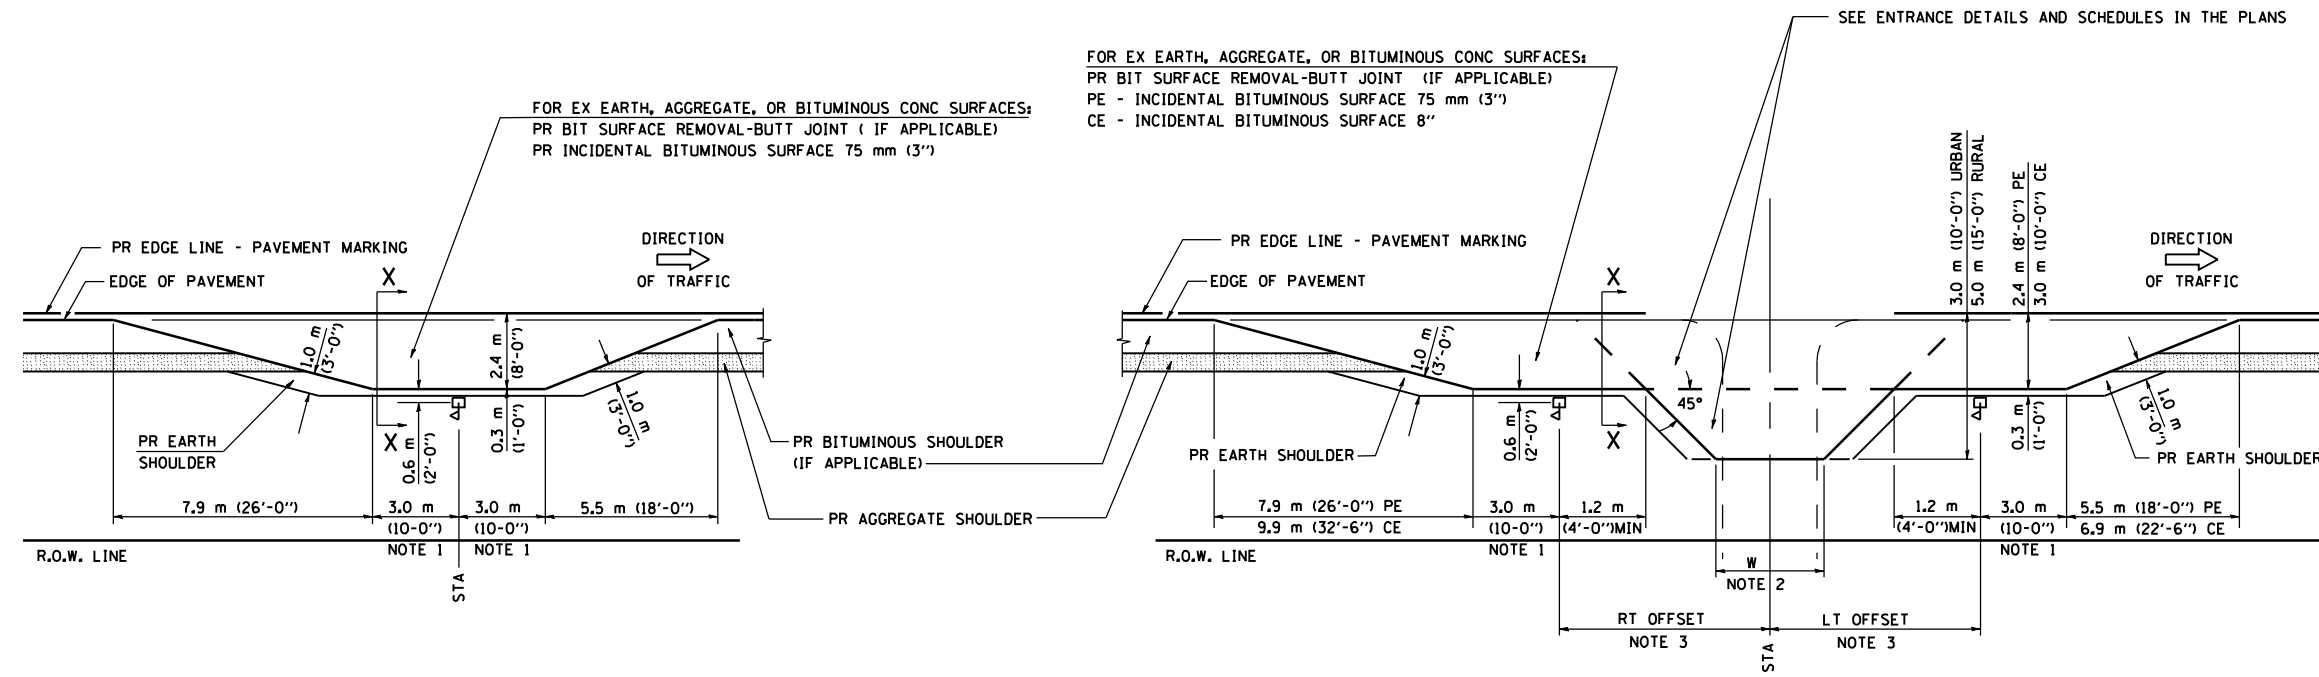 SEE ENTRANCE DETAILS AND SCHEDULES IN THE PLANS
FOR EX EARTH, AGGREGATE, OR BITUMINOUS CONC SURFACES:
PR BIT SURFACE REMOVAL-BUTT JOINT ( IF APPLICABLE)
PR INCIDENTAL BITUMINOUS SURFACE 75 mm (3'')
PR EDGE LINE - PAVEMENT MARKING
EDGE OF PAVEMENT
X
DIRECTION
OF TRAFFIC
1.0 m
(3'-0'')
2.4 m
(8'-0'')
1.0 m
(3'-0'')
PR EARTH
SHOULDER
X
0.6 m
(2'-0'')
0.3 m
(1'-0'')
PR BITUMINOUS SHOULDER
(IF APPLICABLE)
PR AGGREGATE SHOULDER
7.9 m (26'-0'')
3.0 m
(10-0'')
NOTE 1
3.0 m
(10-0'')
NOTE 1
5.5 m (18'-0'')
R.O.W. LINE
STA
FOR EX EARTH, AGGREGATE, OR BITUMINOUS CONC SURFACES:
PR BIT SURFACE REMOVAL-BUTT JOINT (IF APPLICABLE)
PE - INCIDENTAL BITUMINOUS SURFACE 75 mm (3'')
CE - INCIDENTAL BITUMINOUS SURFACE 8''
PR EDGE LINE - PAVEMENT MARKING
EDGE OF PAVEMENT
X
3.0 m (10'-0'') URBAN
5.0 m (15'-0'') RURAL
2.4 m (8'-0'') PE
3.0 m (10'-0'') CE
DIRECTION
OF TRAFFIC
1.0 m
(3'-0'')
45°
1.0 m
(3'-0'')
X
0.6 m
(2'-0'')
0.3 m
(1'-0'')
PR EARTH SHOULDER
PR EARTH SHOULDER
7.9 m (26'-0'') PE
9.9 m (32'-6'') CE
3.0 m
(10-0'')
NOTE 1
1.2 m
(4'-0'')MIN
1.2 m
(4'-0'')MIN
3.0 m
(10-0'')
NOTE 1
5.5 m (18'-0'') PE
6.9 m (22'-6'') CE
R.O.W. LINE
W
NOTE 2
RT OFFSET
NOTE 3
LT OFFSET
NOTE 3
STA